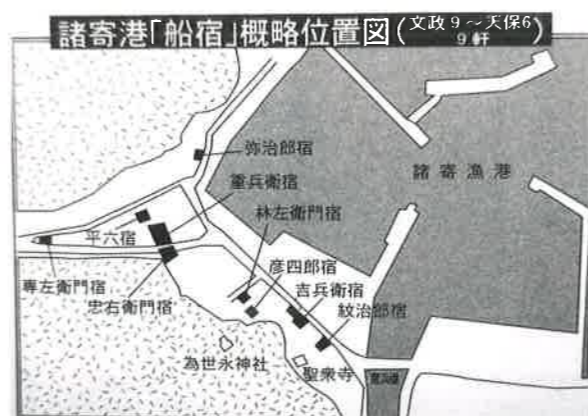 諸寄港「船宿」概略位置図(文政9～天保6 9軒)
弥治郎宿
重兵衛宿
諸寄漁港
林左衛門宿
平六宿
彦四郎宿
専左衛門宿
吉兵衛宿
忠右衛門宿
紋治郎宿
為世永神社
聖衆寺